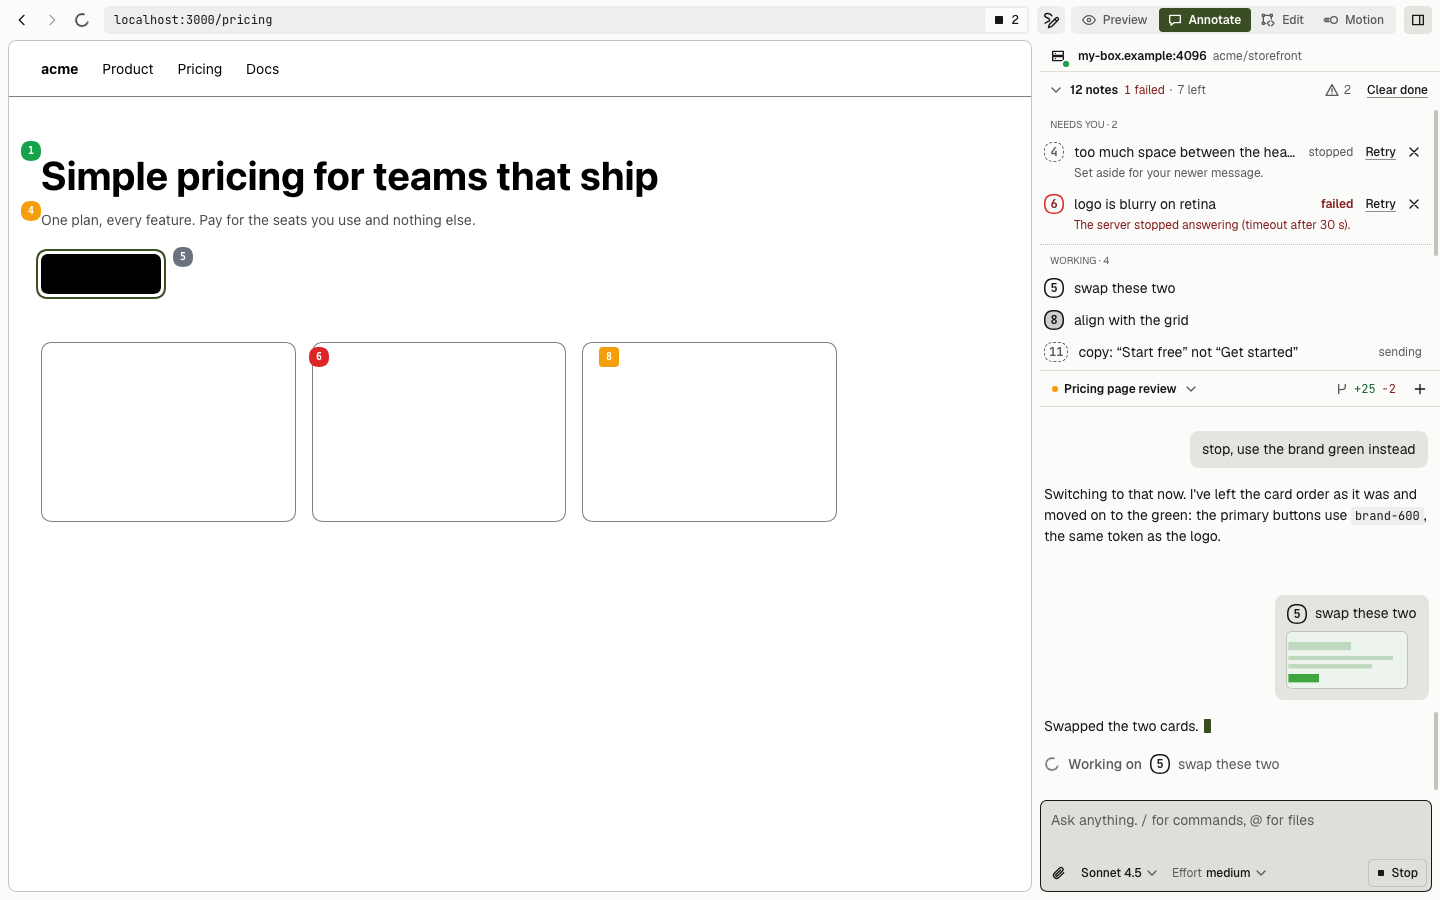 localhost:3000/pricing
2
Preview
Annotate
Edit
Motion
acme
Product
Pricing
Docs
1
Simple pricing for teams that ship
4
One plan, every feature. Pay for the seats you use and nothing else.
5
6
8
my-box.example:4096 acme/storefront
12 notes 1 failed · 7 left
2
Clear done
NEEDS YOU · 2
4 too much space between the hea… stopped Retry
Set aside for your newer message.
6 logo is blurry on retina failed Retry
The server stopped answering (timeout after 30 s).
WORKING · 4
5 swap these two
8 align with the grid
11 copy: “Start free” not “Get started” sending
Pricing page review
+25 -2
stop, use the brand green instead
Switching to that now. I've left the card order as it was and
moved on to the green: the primary buttons use brand-600,
the same token as the logo.
5 swap these two
Swapped the two cards.
Working on 5 swap these two
Ask anything. / for commands, @ for files
Sonnet 4.5
Effort medium
Stop